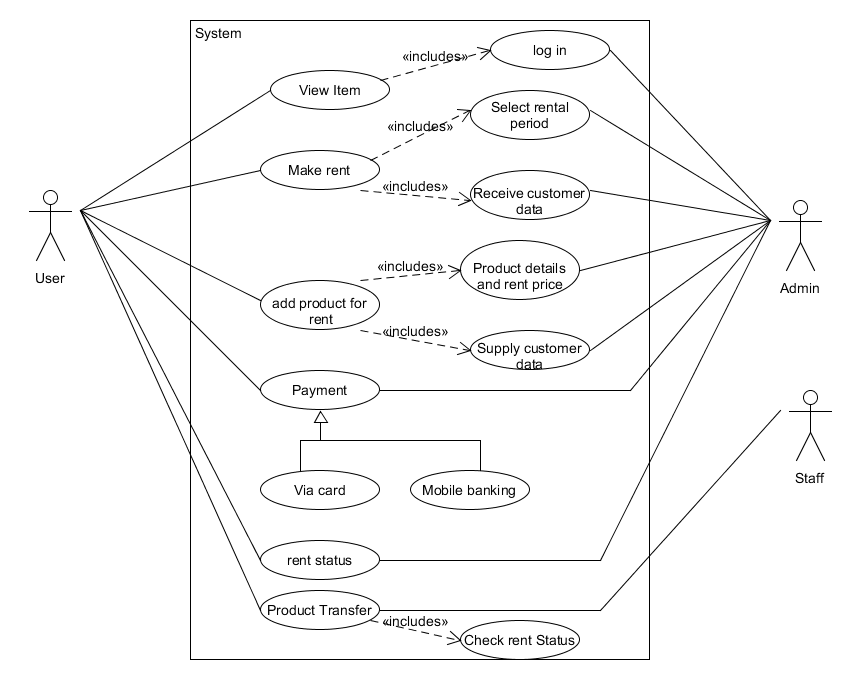 System
«includes»
log in
View Item
Select rental
period
«includes»
Make rent
«includes»
Receive customer
data
User
Admin
«includes»
Product details
and rent price
add product for
rent
«includes»
Supply customer
data
Payment
Via card
Mobile banking
Staff
rent status
Product Transfer
«includes»
Check rent Status